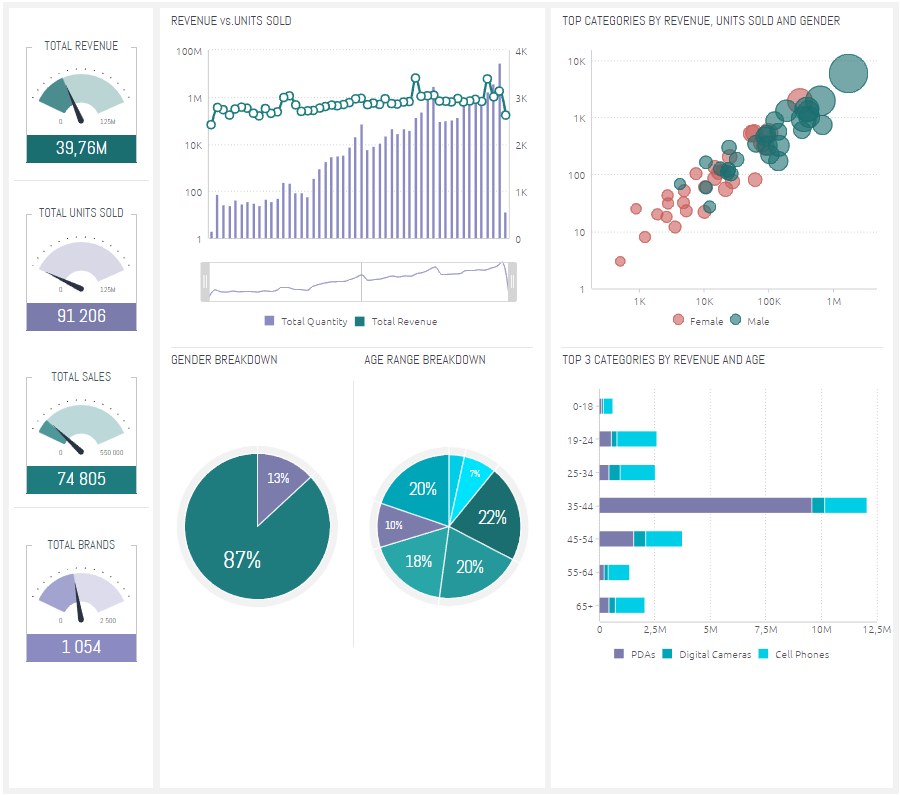 TOTAL REVENUE
0 125M
39,76M
TOTAL UNITS SOLD
0 125M
91 206
TOTAL SALES
0 550 000
74 805
TOTAL BRANDS
0 2 500
1 054
REVENUE vs.UNITS SOLD
100M 4K
1M 3K
10K 2K
100 1K
1 0
Total Quantity Total Revenue
GENDER BREAKDOWN
13%
87%
AGE RANGE BREAKDOWN
7%
20%
22%
10%
18%
20%
TOP CATEGORIES BY REVENUE, UNITS SOLD AND GENDER
10K
1K
100
10
1
1K 10K 100K 1M
Female Male
TOP 3 CATEGORIES BY REVENUE AND AGE
0-18
19-24
25-34
35-44
45-54
55-64
65+
0 2,5M 5M 7,5M 10M 12,5M
PDAs Digital Cameras Cell Phones